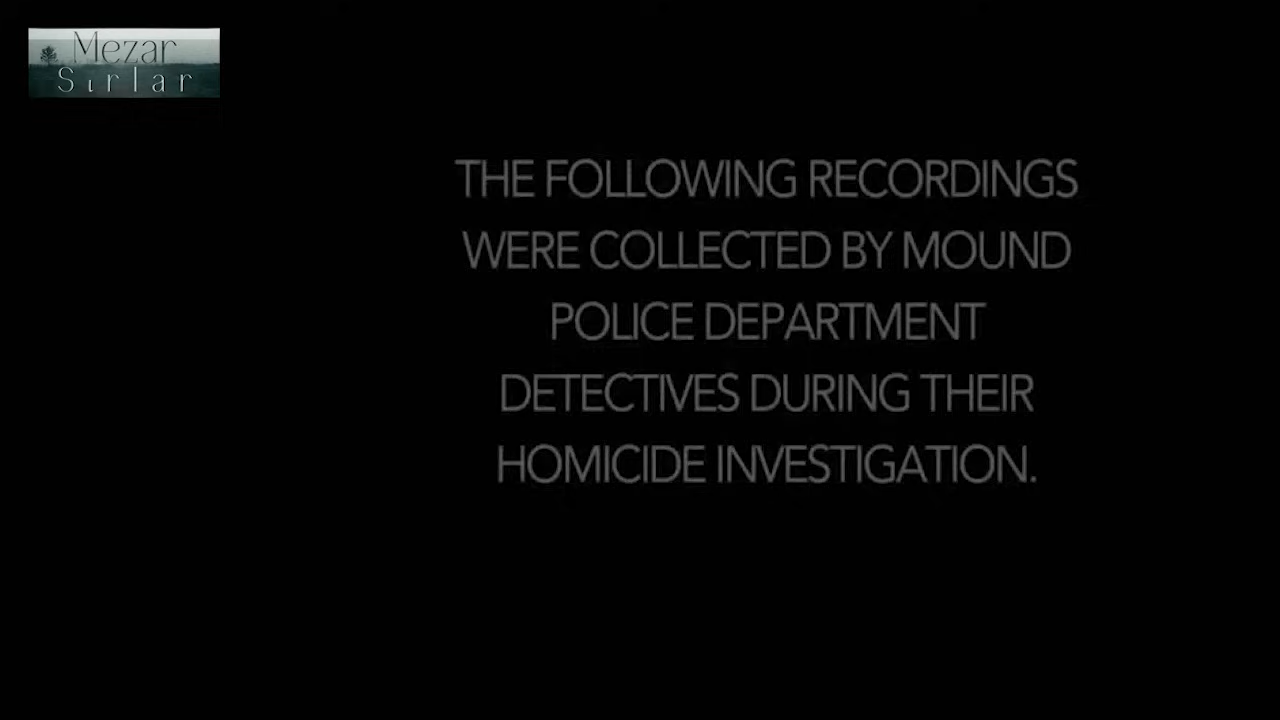 Mezar
Sırlar
THE FOLLOWING RECORDINGS
WERE COLLECTED BY MOUND
POLICE DEPARTMENT
DETECTIVES DURING THEIR
HOMICIDE INVESTIGATION.